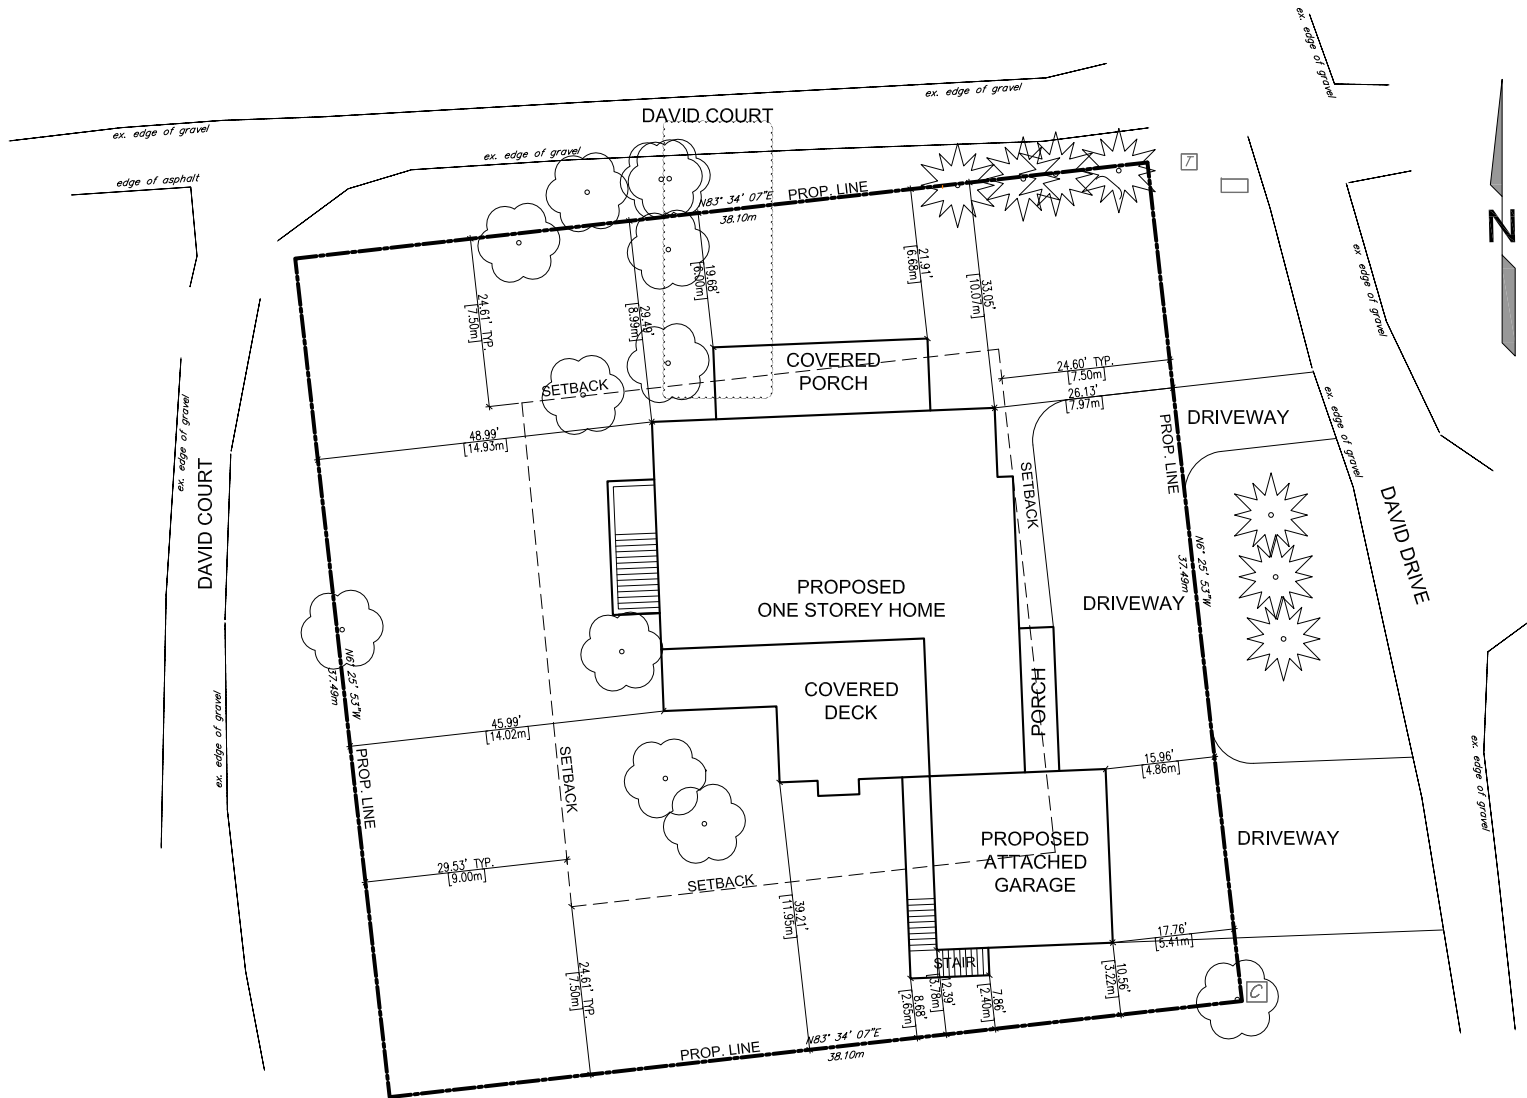 ex. edge of gravel
ex. edge of gravel
DAVID COURT
ex. edge of gravel
ex. edge of gravel
edge of asphalt
T
PROP. LINE
N83° 34' 07"E
38.10m
N
24.61' TYP.
[7.50m]
29.49'
[8.99m]
19.68'
[6.00m]
21.91'
[6.68m]
33.05'
[10.07m]
ex. edge of gravel
COVERED
PORCH
24.60' TYP.
[7.50m]
26.13'
[7.97m]
SETBACK
DRIVEWAY
ex. edge of gravel
PROP. LINE
48.99'
[14.93m]
ex. edge of gravel
DAVID COURT
SETBACK
DAVID DRIVE
N6° 25' 53"W
37.49m
PROPOSED
ONE STOREY HOME
DRIVEWAY
N6° 25' 53"W
37.49m
COVERED
DECK
PORCH
45.99'
[14.02m]
ex. edge of gravel
PROP. LINE
SETBACK
15.96'
[4.86m]
ex. edge of gravel
PROPOSED
ATTACHED
GARAGE
DRIVEWAY
29.53' TYP.
[9.00m]
SETBACK
39.21'
[11.95m]
17.76'
[5.41m]
STAIR
24.61' TYP.
[7.50m]
8.68'
[2.65m]
12.39'
[3.78m]
7.86'
[2.40m]
10.56'
[3.22m]
C
PROP. LINE
N83° 34' 07"E
38.10m